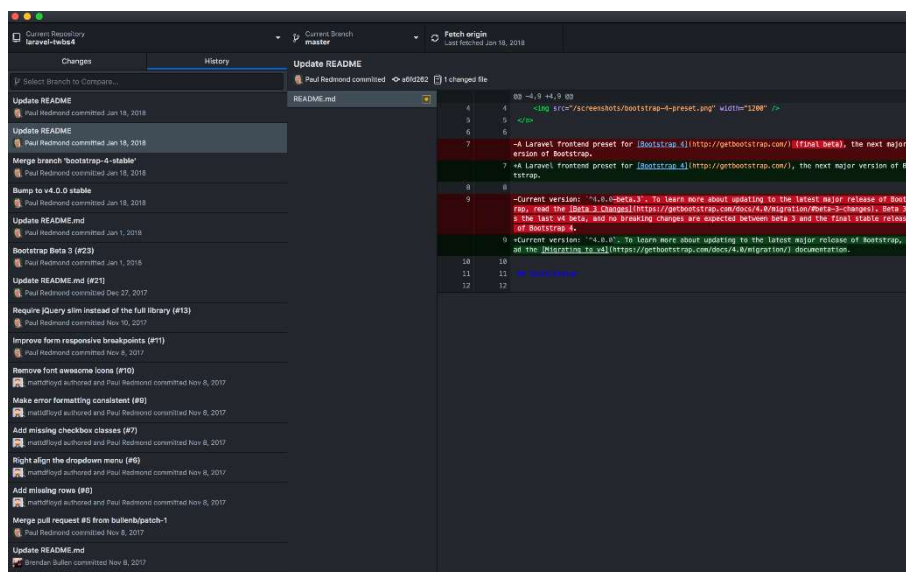 Current Repository
laravel-twbs4
Current Branch
master
Fetch origin
Last fetched Jan 18, 2018
Changes
History
Select Branch to Compare...
Update README
Paul Redmond committed Jan 18, 2018
Update README
Paul Redmond committed Jan 18, 2018
Merge branch 'bootstrap-4-stable'
Paul Redmond committed Jan 18, 2018
Bump to v4.0.0 stable
Paul Redmond committed Jan 18, 2018
Update README.md
Paul Redmond committed Jan 1, 2018
Bootstrap Beta 3 (#23)
Paul Redmond committed Jan 1, 2018
Update README.md (#21)
Paul Redmond committed Dec 27, 2017
Require jQuery slim instead of the full library (#13)
Paul Redmond committed Nov 10, 2017
Improve form responsive breakpoints (#11)
Paul Redmond committed Nov 8, 2017
Remove font awesome icons (#10)
mattdfloyd authored and Paul Redmond committed Nov 8, 2017
Make error formatting consistent (#9)
mattdfloyd authored and Paul Redmond committed Nov 8, 2017
Add missing checkbox classes (#7)
mattdfloyd authored and Paul Redmond committed Nov 8, 2017
Right align the dropdown menu (#6)
mattdfloyd authored and Paul Redmond committed Nov 8, 2017
Add missing rows (#8)
mattdfloyd authored and Paul Redmond committed Nov 8, 2017
Merge pull request #5 from bullenb/patch-1
Paul Redmond committed Nov 8, 2017
Update README.md
Brendan Bullen committed Nov 8, 2017
Update README
Paul Redmond committed a6fd262 1 changed file
README.md
@@ -4,9 +4,9 @@
4 4 <img src="/screenshots/bootstrap-4-preset.png" width="1200" />
5 5 </p>
6 6
7 -A Laravel frontend preset for [Bootstrap 4](http://getbootstrap.com/) (final beta), the next major
ersion of Bootstrap.
7 +A Laravel frontend preset for [Bootstrap 4](http://getbootstrap.com/), the next major version of B
tstrap.
8 8
9 -Current version: `^4.0.0-beta.3`. To learn more about updating to the latest major release of Boot
rap, read the [Beta 3 Changes](https://getbootstrap.com/docs/4.0/migration/#beta-3-changes). Beta 3
s the last v4 beta, and no breaking changes are expected between beta 3 and the final stable releas
of Bootstrap 4.
9 +Current version: `^4.0.0`. To learn more about updating to the latest major release of Bootstrap,
ad the [Migrating to v4](https://getbootstrap.com/docs/4.0/migration/) documentation.
10 10
11 11
12 12